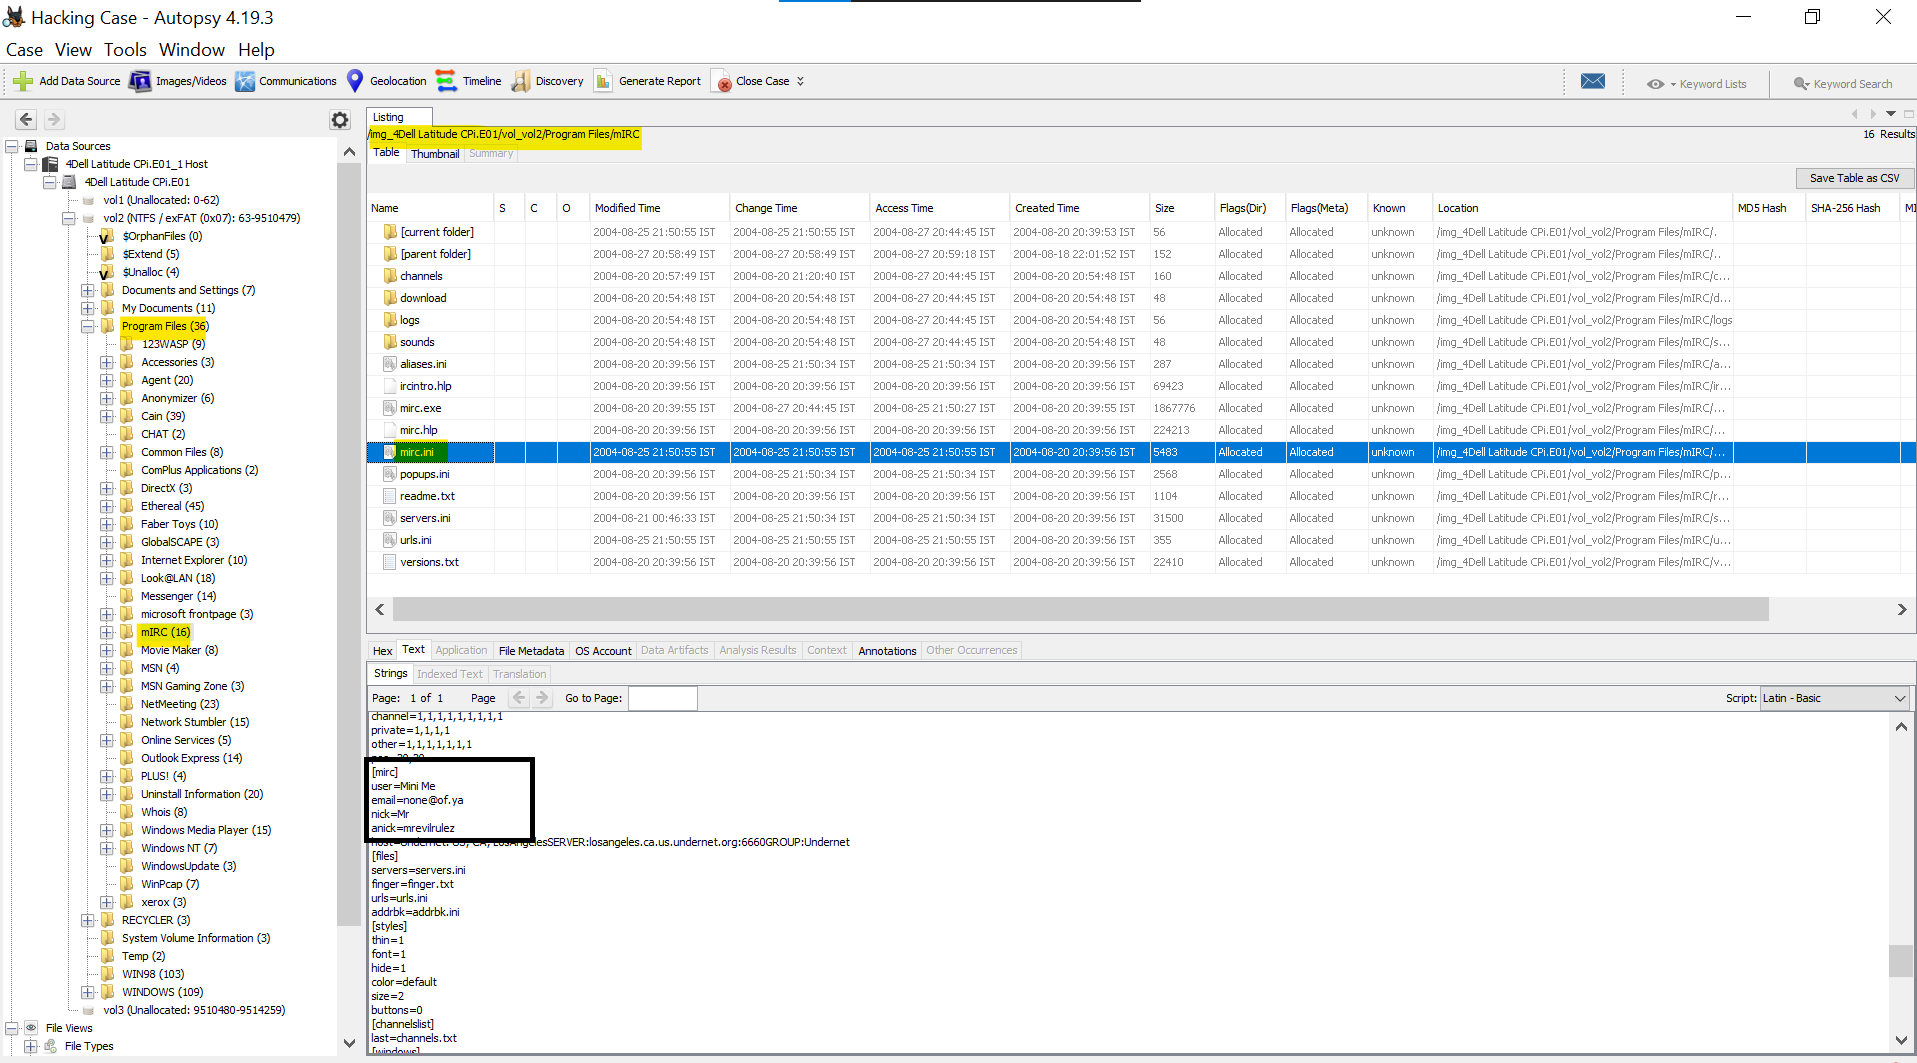 Hacking Case - Autopsy 4.19.3
Case View Tools Window Help
Add Data Source Images/Videos Communications Geolocation Timeline Discovery Generate Report Close Case Keyword Lists Keyword Search
Data Sources
4Dell Latitude CPi.E01_1 Host
4Dell Latitude CPi.E01
vol1 (Unallocated: 0-62)
vol2 (NTFS / exFAT (0x07): 63-9510479)
$OrphanFiles (0)
$Extend (5)
$Unalloc (4)
Documents and Settings (7)
My Documents (11)
Program Files (36)
123WASP (9)
Accessories (3)
Agent (20)
Anonymizer (6)
Cain (39)
CHAT (2)
Common Files (8)
ComPlus Applications (2)
DirectX (3)
Ethereal (45)
Faber Toys (10)
GlobalSCAPE (3)
Internet Explorer (10)
Look@LAN (18)
Messenger (14)
microsoft frontpage (3)
mIRC (16)
Movie Maker (8)
MSN (4)
MSN Gaming Zone (3)
NetMeeting (23)
Network Stumbler (15)
Online Services (5)
Outlook Express (14)
PLUS! (4)
Uninstall Information (20)
Whois (8)
Windows Media Player (15)
Windows NT (7)
WindowsUpdate (3)
WinPcap (7)
xerox (3)
RECYCLER (3)
System Volume Information (3)
Temp (2)
WIN98 (103)
WINDOWS (109)
vol3 (Unallocated: 9510480-9514259)
File Views
File Types
Listing
/img_4Dell Latitude CPi.E01/vol_vol2/Program Files/mIRC 16 Results
Table Thumbnail Summary
Save Table as CSV
Name S C O Modified Time Change Time Access Time Created Time Size Flags(Dir) Flags(Meta) Known Location MD5 Hash SHA-256 Hash MI
[current folder] 2004-08-25 21:50:55 IST 2004-08-25 21:50:55 IST 2004-08-27 20:44:45 IST 2004-08-20 20:39:53 IST 56 Allocated Allocated unknown /img_4Dell Latitude CPi.E01/vol_vol2/Program Files/mIRC/.
[parent folder] 2004-08-27 20:58:49 IST 2004-08-27 20:58:49 IST 2004-08-27 20:59:18 IST 2004-08-18 22:01:52 IST 152 Allocated Allocated unknown /img_4Dell Latitude CPi.E01/vol_vol2/Program Files/mIRC/..
channels 2004-08-20 20:57:49 IST 2004-08-20 21:20:40 IST 2004-08-27 20:44:45 IST 2004-08-20 20:54:48 IST 160 Allocated Allocated unknown /img_4Dell Latitude CPi.E01/vol_vol2/Program Files/mIRC/c...
download 2004-08-20 20:54:48 IST 2004-08-20 20:54:48 IST 2004-08-27 20:44:45 IST 2004-08-20 20:54:48 IST 48 Allocated Allocated unknown /img_4Dell Latitude CPi.E01/vol_vol2/Program Files/mIRC/d...
logs 2004-08-20 20:54:48 IST 2004-08-20 20:54:48 IST 2004-08-27 20:44:45 IST 2004-08-20 20:54:48 IST 56 Allocated Allocated unknown /img_4Dell Latitude CPi.E01/vol_vol2/Program Files/mIRC/logs
sounds 2004-08-20 20:54:48 IST 2004-08-20 20:54:48 IST 2004-08-27 20:44:45 IST 2004-08-20 20:54:48 IST 48 Allocated Allocated unknown /img_4Dell Latitude CPi.E01/vol_vol2/Program Files/mIRC/s...
aliases.ini 2004-08-20 20:39:56 IST 2004-08-25 21:50:34 IST 2004-08-25 21:50:34 IST 2004-08-20 20:39:56 IST 287 Allocated Allocated unknown /img_4Dell Latitude CPi.E01/vol_vol2/Program Files/mIRC/a...
ircintro.hlp 2004-08-20 20:39:56 IST 2004-08-20 20:39:56 IST 2004-08-20 20:39:56 IST 2004-08-20 20:39:56 IST 69423 Allocated Allocated unknown /img_4Dell Latitude CPi.E01/vol_vol2/Program Files/mIRC/ir...
mirc.exe 2004-08-20 20:39:55 IST 2004-08-27 20:44:45 IST 2004-08-25 21:50:27 IST 2004-08-20 20:39:55 IST 1867776 Allocated Allocated unknown /img_4Dell Latitude CPi.E01/vol_vol2/Program Files/mIRC/...
mirc.hlp 2004-08-20 20:39:56 IST 2004-08-20 20:39:56 IST 2004-08-20 20:39:56 IST 2004-08-20 20:39:55 IST 224213 Allocated Allocated unknown /img_4Dell Latitude CPi.E01/vol_vol2/Program Files/mIRC/...
mirc.ini 2004-08-25 21:50:55 IST 2004-08-25 21:50:55 IST 2004-08-25 21:50:55 IST 2004-08-20 20:39:56 IST 5483 Allocated Allocated unknown /img_4Dell Latitude CPi.E01/vol_vol2/Program Files/mIRC/...
popups.ini 2004-08-20 20:39:56 IST 2004-08-25 21:50:34 IST 2004-08-25 21:50:34 IST 2004-08-20 20:39:56 IST 2568 Allocated Allocated unknown /img_4Dell Latitude CPi.E01/vol_vol2/Program Files/mIRC/p...
readme.txt 2004-08-20 20:39:56 IST 2004-08-20 20:39:56 IST 2004-08-20 20:39:56 IST 2004-08-20 20:39:56 IST 1104 Allocated Allocated unknown /img_4Dell Latitude CPi.E01/vol_vol2/Program Files/mIRC/r...
servers.ini 2004-08-21 00:46:33 IST 2004-08-25 21:50:34 IST 2004-08-25 21:50:34 IST 2004-08-20 20:39:56 IST 31500 Allocated Allocated unknown /img_4Dell Latitude CPi.E01/vol_vol2/Program Files/mIRC/s...
urls.ini 2004-08-25 21:50:55 IST 2004-08-25 21:50:55 IST 2004-08-25 21:50:55 IST 2004-08-20 20:39:56 IST 355 Allocated Allocated unknown /img_4Dell Latitude CPi.E01/vol_vol2/Program Files/mIRC/u...
versions.txt 2004-08-20 20:39:56 IST 2004-08-20 20:39:56 IST 2004-08-20 20:39:56 IST 2004-08-20 20:39:56 IST 22410 Allocated Allocated unknown /img_4Dell Latitude CPi.E01/vol_vol2/Program Files/mIRC/v...
Hex Text Application File Metadata OS Account Data Artifacts Analysis Results Context Annotations Other Occurrences
Strings Indexed Text Translation
Page: 1 of 1 Page Go to Page: Script: Latin - Basic
channel=1,1,1,1,1,1,1,1,1
private=1,1,1,1
other=1,1,1,1,1,1,1
[mirc]
user=Mini Me
email=none@of.ya
nick=Mr
anick=mrevilrulez
host=Undernet: US, CA, LosAngelesSERVER:losangeles.ca.us.undernet.org:6660GROUP:Undernet
[files]
servers=servers.ini
finger=finger.txt
urls=urls.ini
addrbk=addrbk.ini
[styles]
thin=1
font=1
hide=1
color=default
size=2
buttons=0
[channelslist]
last=channels.txt
[windows]